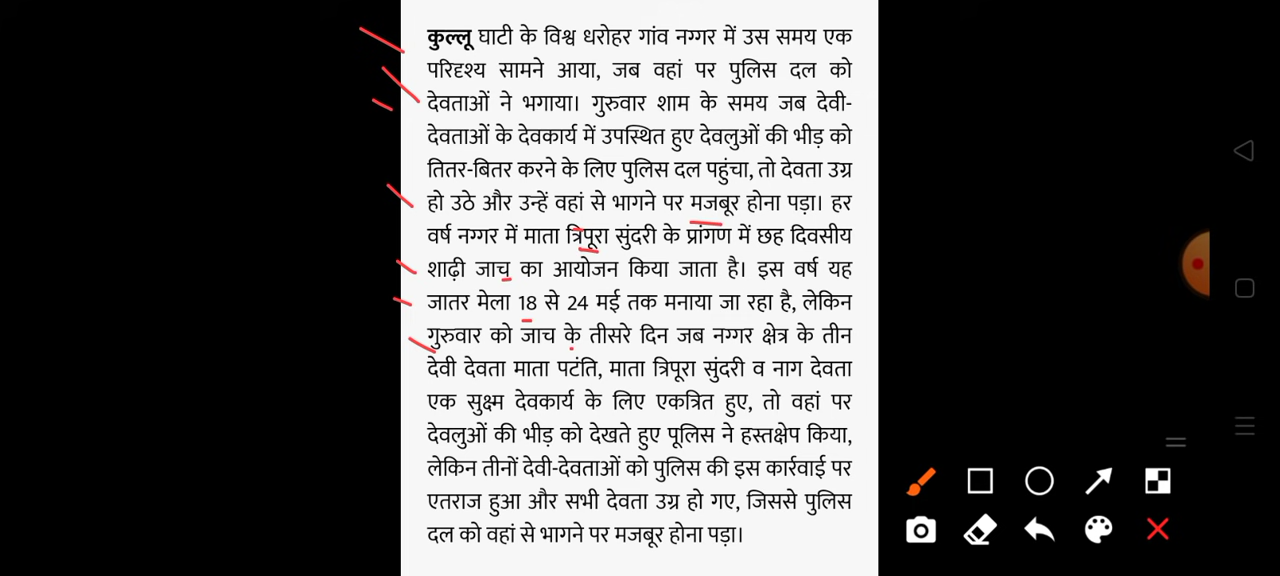 कुल्लू घाटी के विश्व धरोहर गांव नग्गर में उस समय एक
परिदृश्य सामने आया, जब वहां पर पुलिस दल को
देवताओं ने भगाया। गुरुवार शाम के समय जब देवी-
देवताओं के देवकार्य में उपस्थित हुए देवलुओं की भीड़ को
तितर-बितर करने के लिए पुलिस दल पहुंचा, तो देवता उग्र
हो उठे और उन्हें वहां से भागने पर मजबूर होना पड़ा। हर
वर्ष नग्गर में माता त्रिपूरा सुंदरी के प्रांगण में छह दिवसीय
शाढ़ी जाच का आयोजन किया जाता है। इस वर्ष यह
जातर मेला 18 से 24 मई तक मनाया जा रहा है, लेकिन
गुरुवार को जाच के तीसरे दिन जब नग्गर क्षेत्र के तीन
देवी देवता माता पटंति, माता त्रिपूरा सुंदरी व नाग देवता
एक सुक्ष्म देवकार्य के लिए एकत्रित हुए, तो वहां पर
देवलुओं की भीड़ को देखते हुए पूलिस ने हस्तक्षेप किया,
लेकिन तीनों देवी-देवताओं को पुलिस की इस कार्रवाई पर
एतराज हुआ और सभी देवता उग्र हो गए, जिससे पुलिस
दल को वहां से भागने पर मजबूर होना पड़ा।